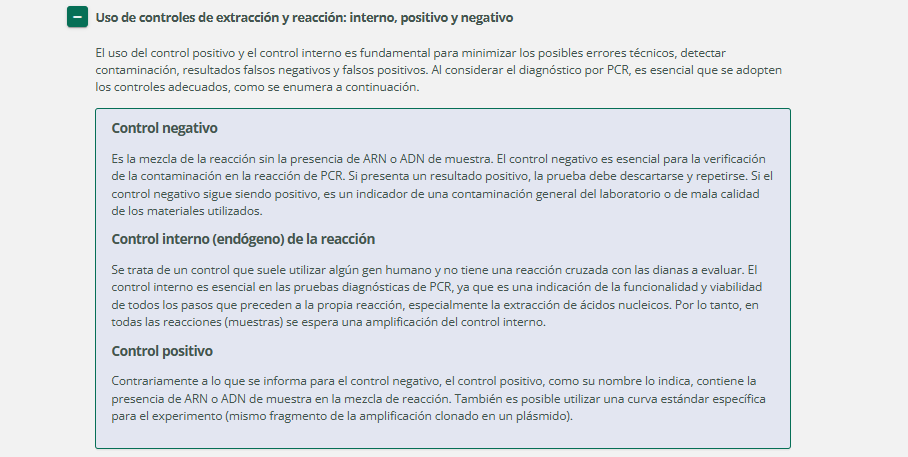 Uso de controles de extracción y reacción: interno, positivo y negativo
El uso del control positivo y el control interno es fundamental para minimizar los posibles errores técnicos, detectar
contaminación, resultados falsos negativos y falsos positivos. Al considerar el diagnóstico por PCR, es esencial que se adopten
los controles adecuados, como se enumera a continuación.
Control negativo
Es la mezcla de la reacción sin la presencia de ARN o ADN de muestra. El control negativo es esencial para la verificación
de la contaminación en la reacción de PCR. Si presenta un resultado positivo, la prueba debe descartarse y repetirse. Si el
control negativo sigue siendo positivo, es un indicador de una contaminación general del laboratorio o de mala calidad
de los materiales utilizados.
Control interno (endógeno) de la reacción
Se trata de un control que suele utilizar algún gen humano y no tiene una reacción cruzada con las dianas a evaluar. El
control interno es esencial en las pruebas diagnósticas de PCR, ya que es una indicación de la funcionalidad y viabilidad
de todos los pasos que preceden a la propia reacción, especialmente la extracción de ácidos nucleicos. Por lo tanto, en
todas las reacciones (muestras) se espera una amplificación del control interno.
Control positivo
Contrariamente a lo que se informa para el control negativo, el control positivo, como su nombre lo indica, contiene la
presencia de ARN o ADN de muestra en la mezcla de reacción. También es posible utilizar una curva estándar específica
para el experimento (mismo fragmento de la amplificación clonado en un plásmido).